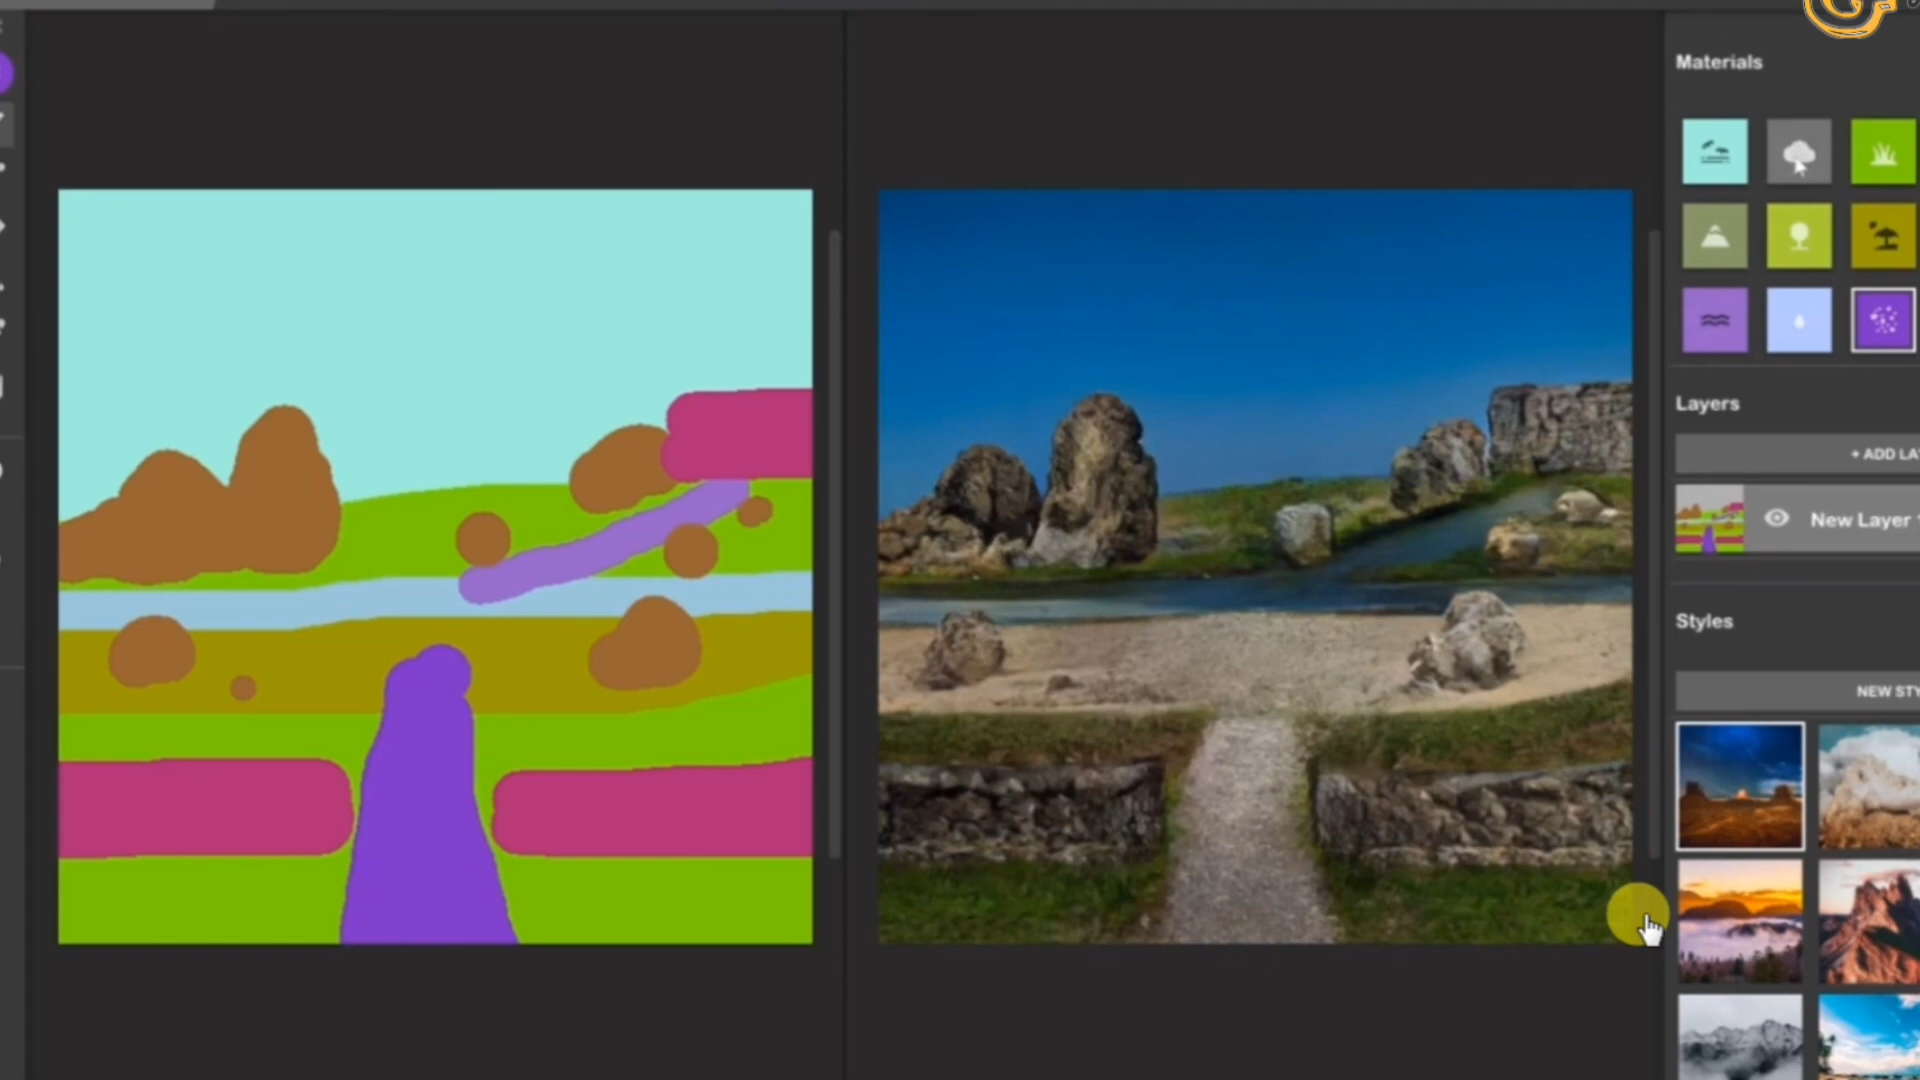 Materials
Layers
+ ADD LA
New Layer
Styles
NEW STY